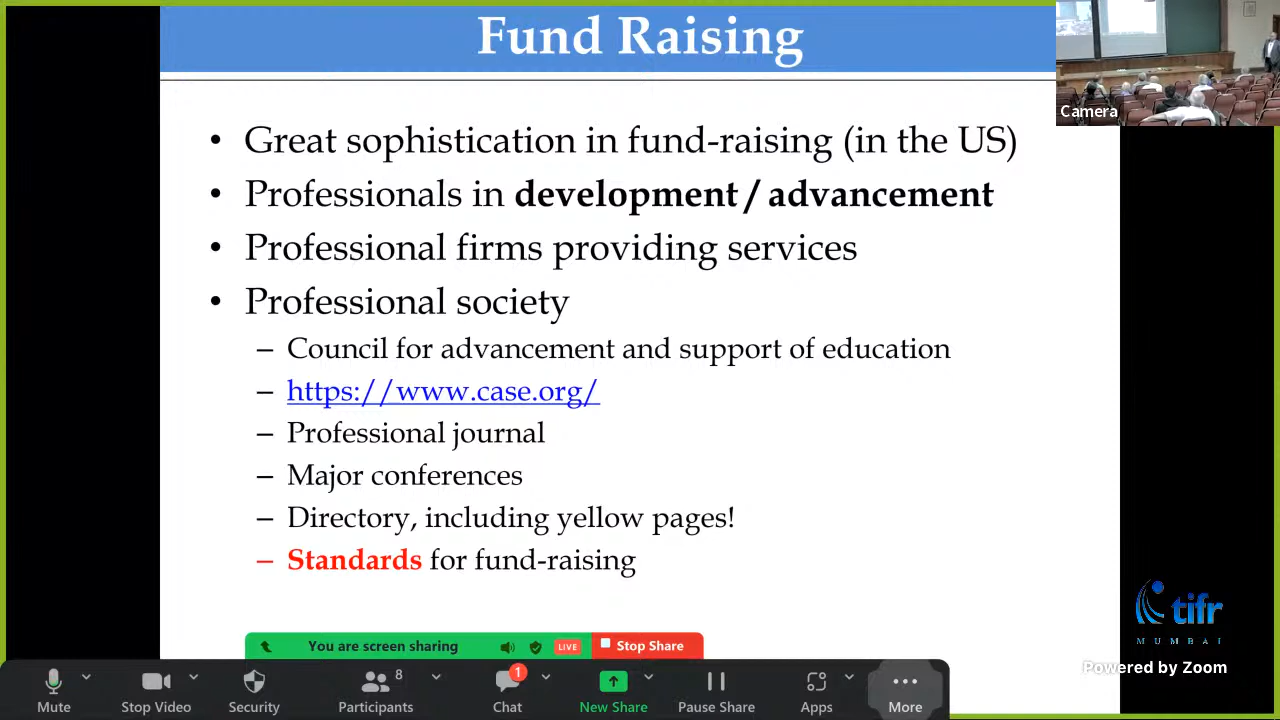 Fund Raising
Camera
• Great sophistication in fund-raising (in the US)
• Professionals in development / advancement
• Professional firms providing services
• Professional society
– Council for advancement and support of education
– https://www.case.org/
– Professional journal
– Major conferences
– Directory, including yellow pages!
– Standards for fund-raising
tifr
MUMBAI
You are screen sharing LIVE Stop Share
Powered by Zoom
8
1
Mute Stop Video Security Participants Chat New Share Pause Share Apps More